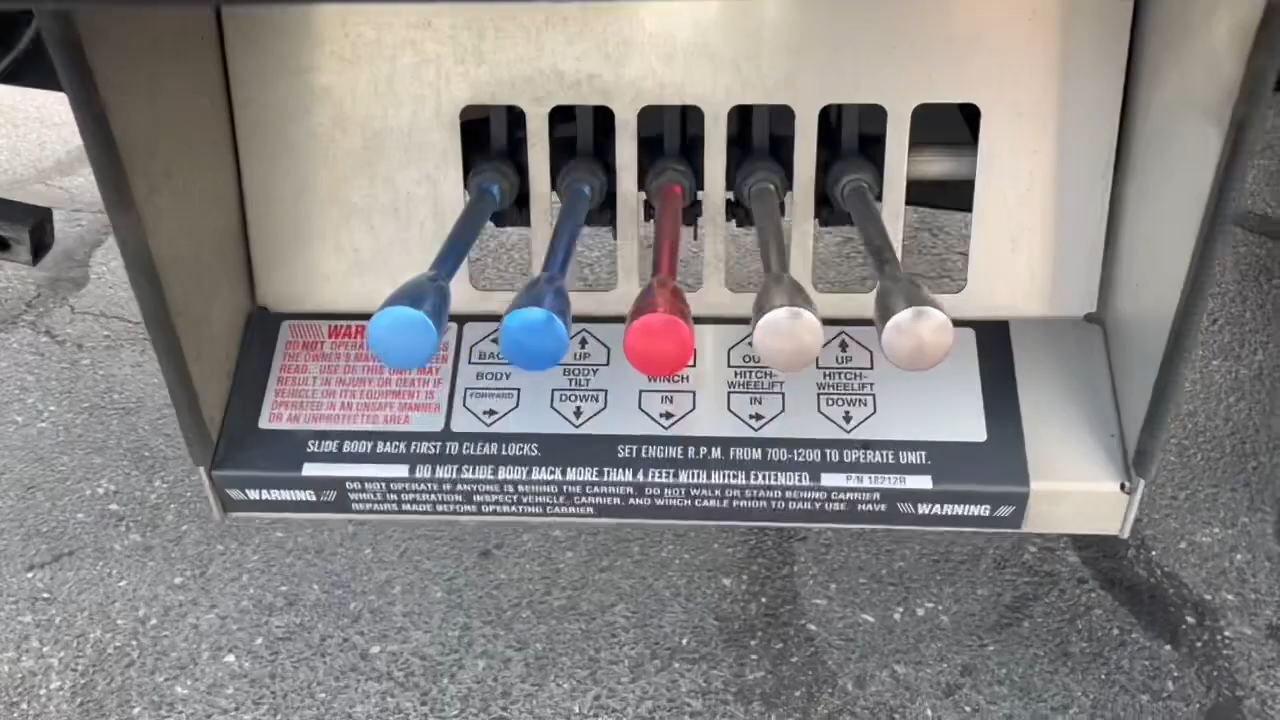 WAR
DO NOT OPERA
THE OWNER'S MAN EEN
READ. USE OR THIS UNIT MAY
RESULT IN INJURY OR DEATH IF
VEHICLE OR ITS EQUIPMENT IS
OPERATED IN AN UNSAFE MANNER
OR AN UNPROTECTED AREA
BAC
BODY
FORWARD
UP
BODY
TILT
DOWN
WINCH
IN
OU
HITCH-
WHEELIFT
IN
UP
HITCH-
WHEELIFT
DOWN
SLIDE BODY BACK FIRST TO CLEAR LOCKS.
SET ENGINE R.P.M. FROM 700-1200 TO OPERATE UNIT.
DO NOT SLIDE BODY BACK MORE THAN 4 FEET WITH HITCH EXTENDED.
WARNING
DO NOT OPERATE IF ANYONE IS BEHIND THE CARRIER. DO NOT WALK OR STAND BEHIND CARRIER
WHILE IN OPERATION. INSPECT VEHICLE, CARRIER, AND WINCH CABLE PRIOR TO DAILY USE. HAVE
REPAIRS MADE BEFORE OPERATING CARRIER.
WARNING